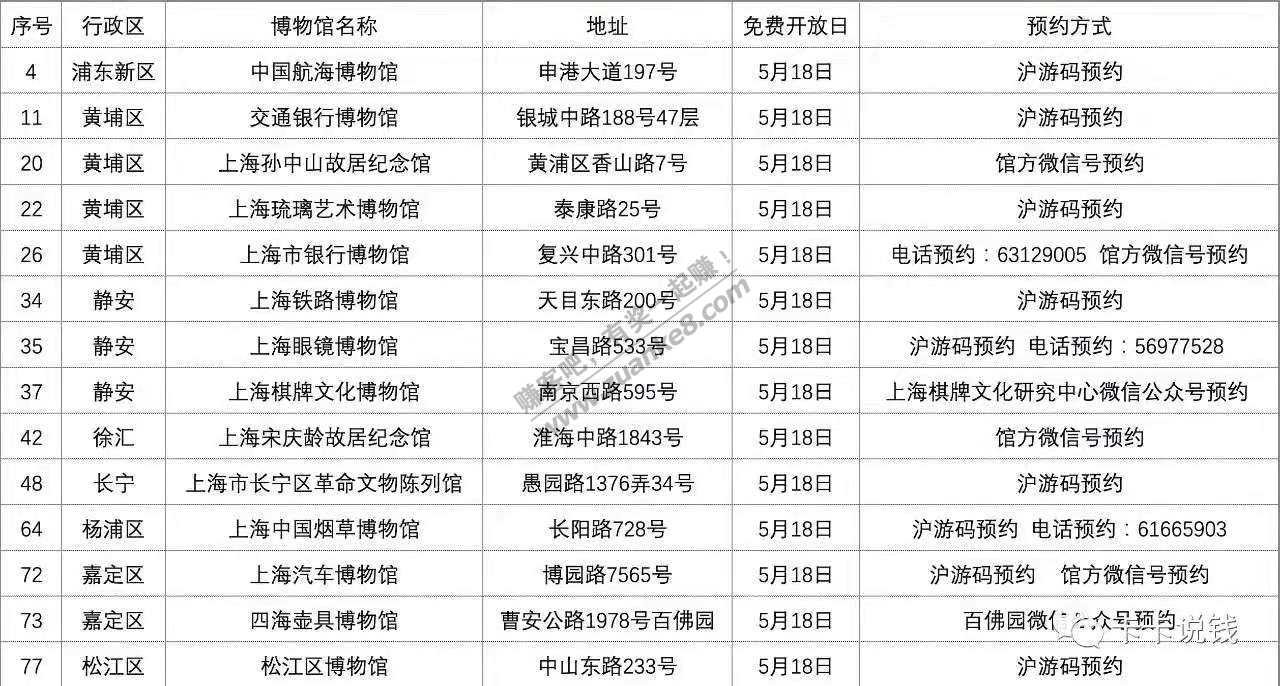 序号 行政区 博物馆名称 地址 免费开放日 预约方式
4 浦东新区 中国航海博物馆 申港大道197号 5月18日 沪游码预约
11 黄埔区 交通银行博物馆 银城中路188号47层 5月18日 沪游码预约
20 黄埔区 上海孙中山故居纪念馆 黄浦区香山路7号 5月18日 馆方微信号预约
22 黄埔区 上海琉璃艺术博物馆 泰康路25号 5月18日 沪游码预约
26 黄埔区 上海市银行博物馆 复兴中路301号 5月18日 电话预约：63129005 馆方微信号预约
34 静安 上海铁路博物馆 天目东路200号 5月18日 沪游码预约
35 静安 上海眼镜博物馆 宝昌路533号 5月18日 沪游码预约 电话预约：56977528
37 静安 上海棋牌文化博物馆 南京西路595号 5月18日 上海棋牌文化研究中心微信公众号预约
42 徐汇 上海宋庆龄故居纪念馆 淮海中路1843号 5月18日 馆方微信号预约
48 长宁 上海市长宁区革命文物陈列馆 愚园路1376弄34号 5月18日 沪游码预约
64 杨浦区 上海中国烟草博物馆 长阳路728号 5月18日 沪游码预约 电话预约：61665903
72 嘉定区 上海汽车博物馆 博园路7565号 5月18日 沪游码预约 馆方微信号预约
73 嘉定区 四海壶具博物馆 曹安公路1978号百佛园 5月18日 百佛园微信公众号预约
77 松江区 松江区博物馆 中山东路233号 5月18日 沪游码预约
赚客吧，有奖一起赚！
www.zuanke8.com
卡卡说钱